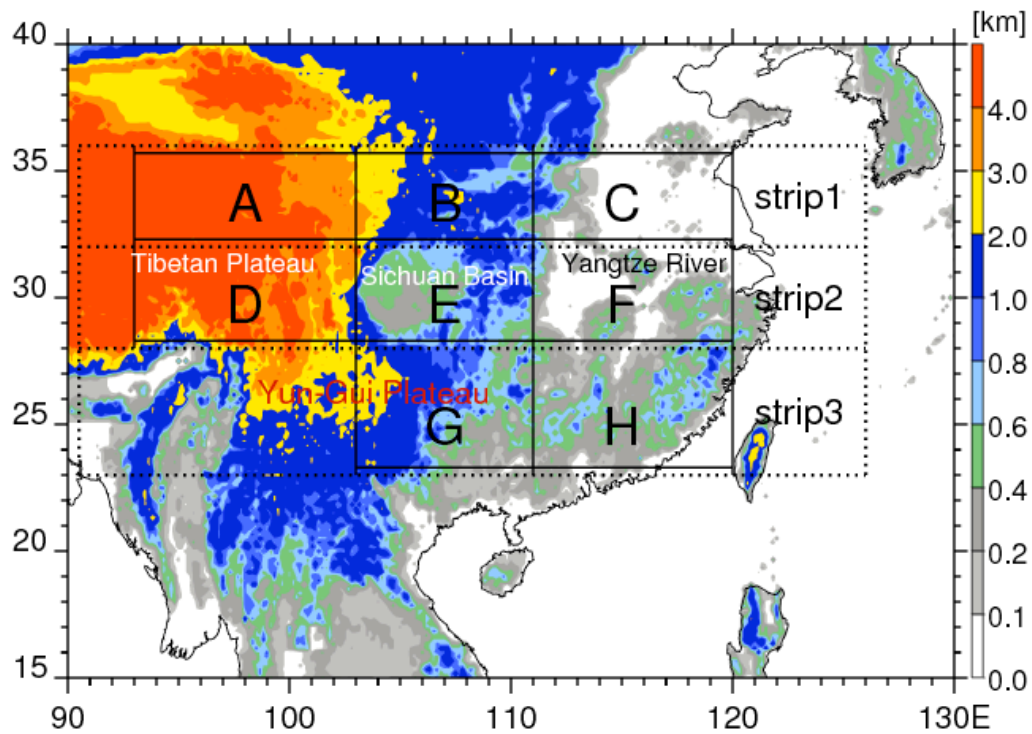 [km]
40
35
30
25
20
15
4.0
3.0
2.0
1.0
0.8
0.6
0.4
0.2
0.1
0.0
A
B
C
strip1
Tibetan Plateau
Sichuan Basin
Yangtze River
D
E
F
strip2
Yun-Gui Plateau
G
H
strip3
90
100
110
120
130E